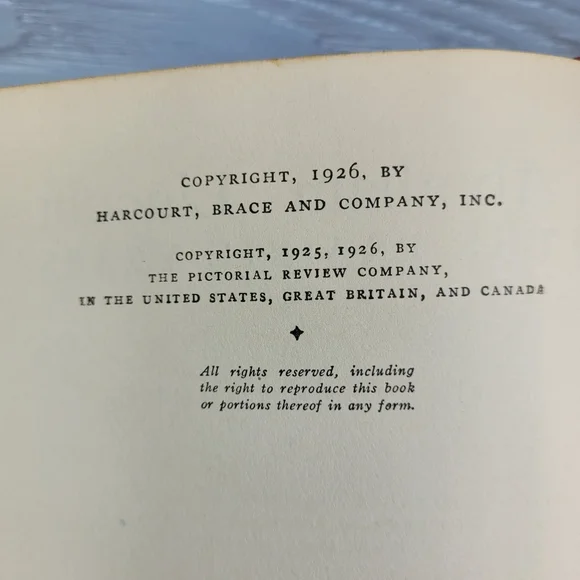 COPYRIGHT, 1926, BY
HARCOURT, BRACE AND COMPANY, INC.
COPYRIGHT, 1925, 1926, BY
THE PICTORIAL REVIEW COMPANY,
IN THE UNITED STATES, GREAT BRITAIN, AND CANADA
All rights reserved, including
the right to reproduce this book
or portions thereof in any form.